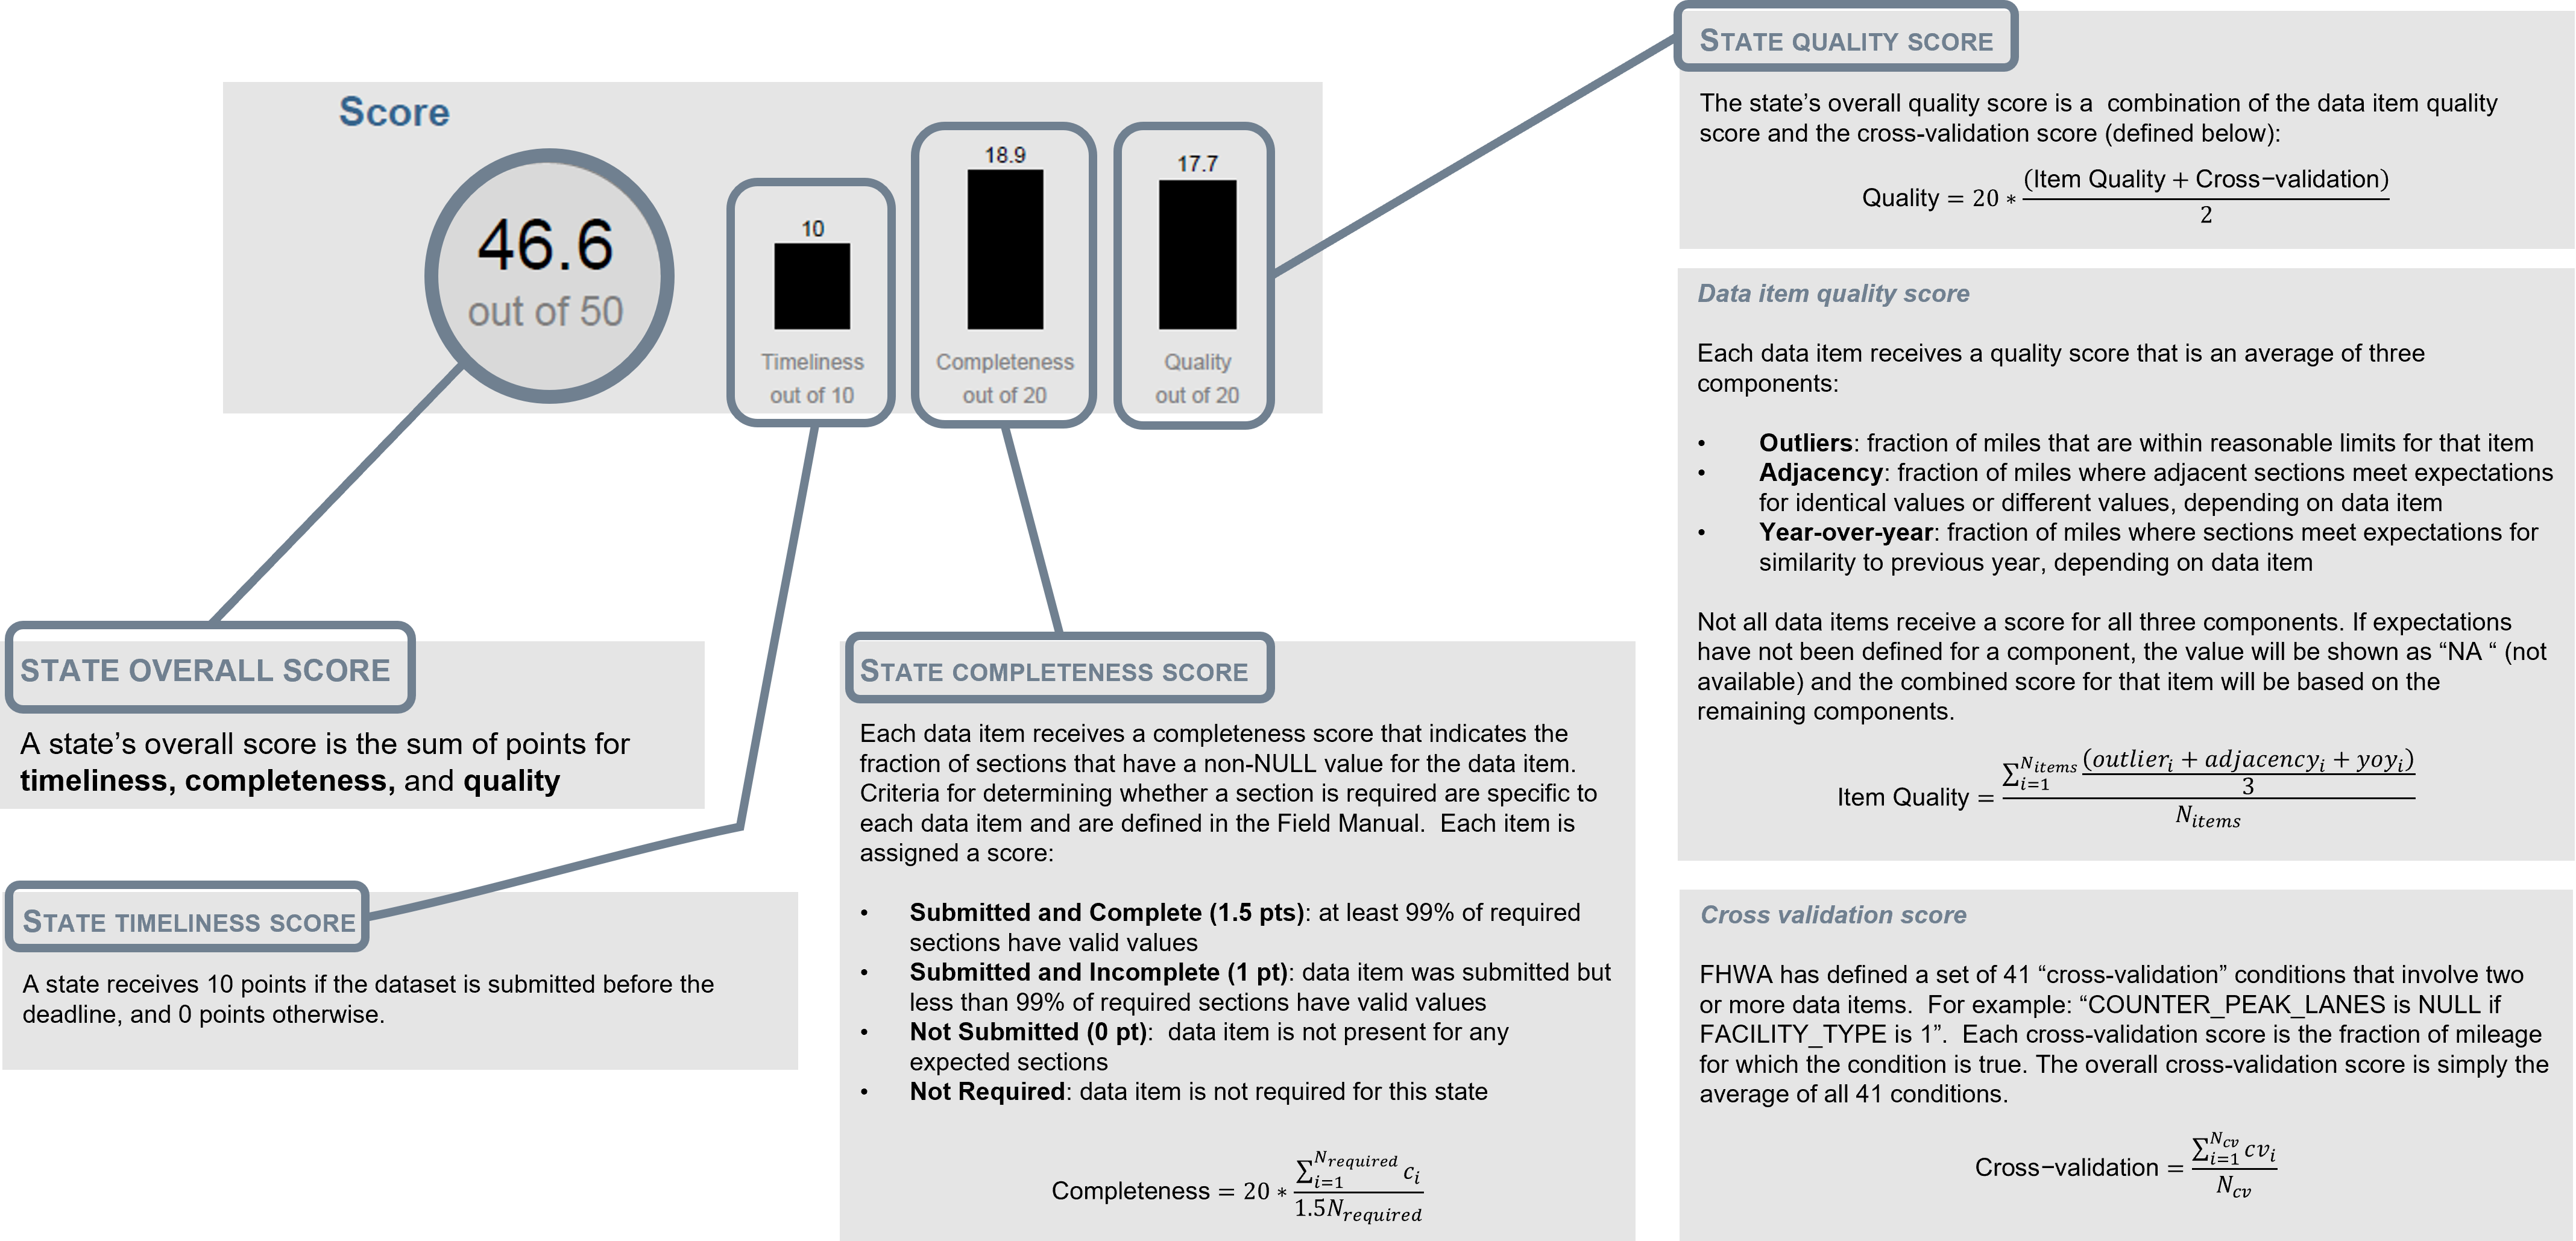 Score
46.6
out of 50
10
Timeliness
out of 10
18.9
Completeness
out of 20
17.7
Quality
out of 20
STATE OVERALL SCORE
A state’s overall score is the sum of points for
timeliness, completeness, and quality
STATE TIMELINESS SCORE
A state receives 10 points if the dataset is submitted before the
deadline, and 0 points otherwise.
STATE COMPLETENESS SCORE
Each data item receives a completeness score that indicates the
fraction of sections that have a non-NULL value for the data item.
Criteria for determining whether a section is required are specific to
each data item and are defined in the Field Manual.  Each item is
assigned a score:
• Submitted and Complete (1.5 pts): at least 99% of required
sections have valid values
• Submitted and Incomplete (1 pt): data item was submitted but
less than 99% of required sections have valid values
• Not Submitted (0 pt):  data item is not present for any
expected sections
• Not Required: data item is not required for this state
Completeness = 20 * \frac{\sum_{i=1}^{N_{required}} c_i}{1.5N_{required}}
STATE QUALITY SCORE
The state’s overall quality score is a  combination of the data item quality
score and the cross-validation score (defined below):
Quality = 20 * \frac{(Item Quality + Cross−validation)}{2}
Data item quality score
Each data item receives a quality score that is an average of three
components:
• Outliers: fraction of miles that are within reasonable limits for that item
• Adjacency: fraction of miles where adjacent sections meet expectations
for identical values or different values, depending on data item
• Year-over-year: fraction of miles where sections meet expectations for
similarity to previous year, depending on data item
Not all data items receive a score for all three components. If expectations
have not been defined for a component, the value will be shown as “NA “ (not
available) and the combined score for that item will be based on the
remaining components.
Item Quality = \frac{\sum_{i=1}^{N_{items}} \frac{(outlier_i + adjacency_i + yoy_i)}{3}}{N_{items}}
Cross validation score
FHWA has defined a set of 41 “cross-validation” conditions that involve two
or more data items.  For example: “COUNTER_PEAK_LANES is NULL if
FACILITY_TYPE is 1”.  Each cross-validation score is the fraction of mileage
for which the condition is true. The overall cross-validation score is simply the
average of all 41 conditions.
Cross−validation = \frac{\sum_{i=1}^{N_{cv}} cv_i}{N_{cv}}